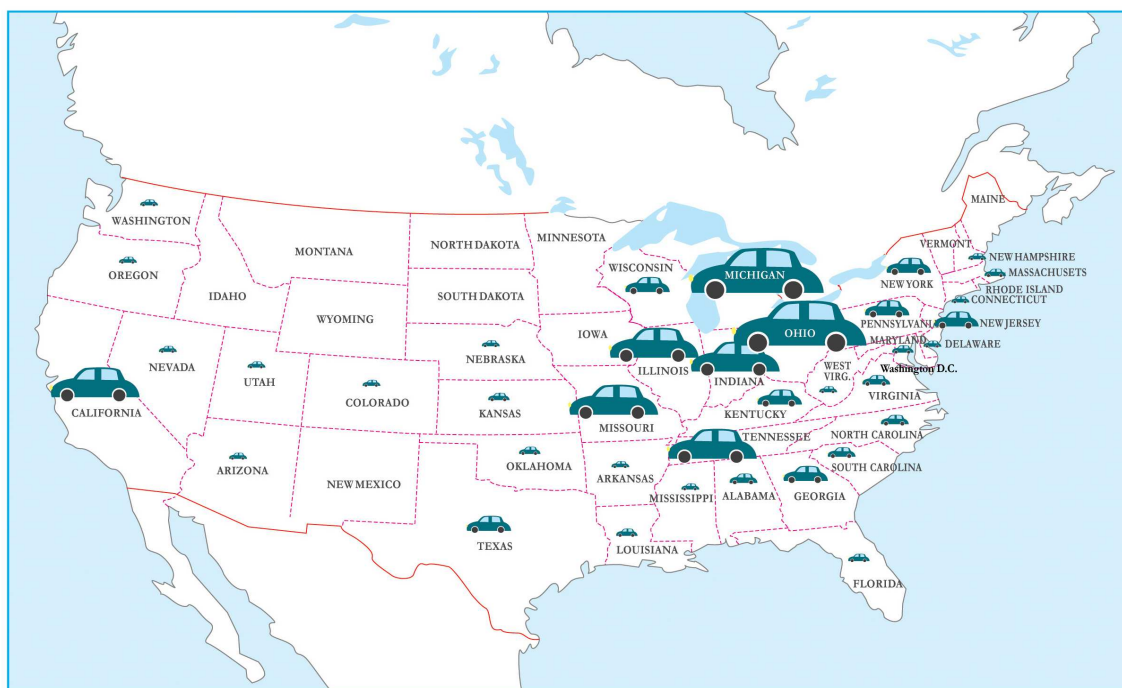 MAINE
WASHINGTON
MONTANA
NORTH DAKOTA
MINNESOTA
VERMONT
NEW HAMPSHIRE
OREGON
WISCONSIN
MICHIGAN
NEW YORK
MASSACHUSETS
IDAHO
SOUTH DAKOTA
RHODE ISLAND
CONNECTICUT
WYOMING
IOWA
OHIO
PENNSYLVANI
NEW JERSEY
NEVADA
NEBRASKA
MARYLAND
DELAWARE
UTAH
ILLINOIS
INDIANA
WEST
VIRG.
Washington D.C.
CALIFORNIA
COLORADO
KANSAS
MISSOURI
KENTUCKY
VIRGINIA
TENNESSEE
NORTH CAROLINA
ARIZONA
NEW MEXICO
OKLAHOMA
ARKANSAS
SOUTH CAROLINA
MISSISSIPPI
ALABAMA
GEORGIA
TEXAS
LOUISIANA
FLORIDA